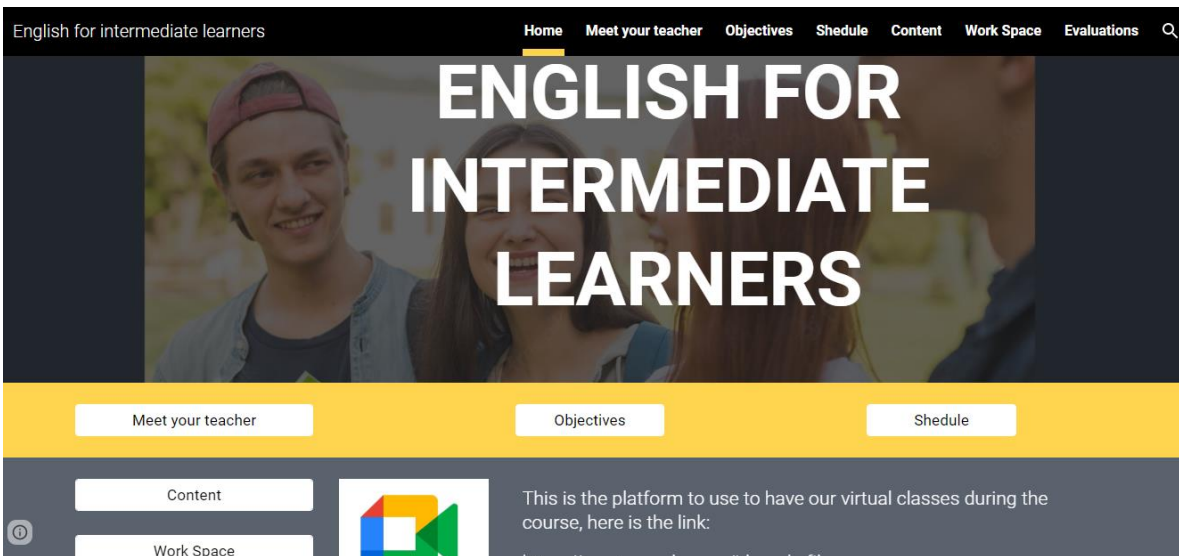 English for intermediate learners
Home Meet your teacher Objectives Shedule Content Work Space Evaluations
ENGLISH FOR
INTERMEDIATE
LEARNERS
Meet your teacher Objectives Shedule
Content
This is the platform to use to have our virtual classes during the
course, here is the link:
Work Space